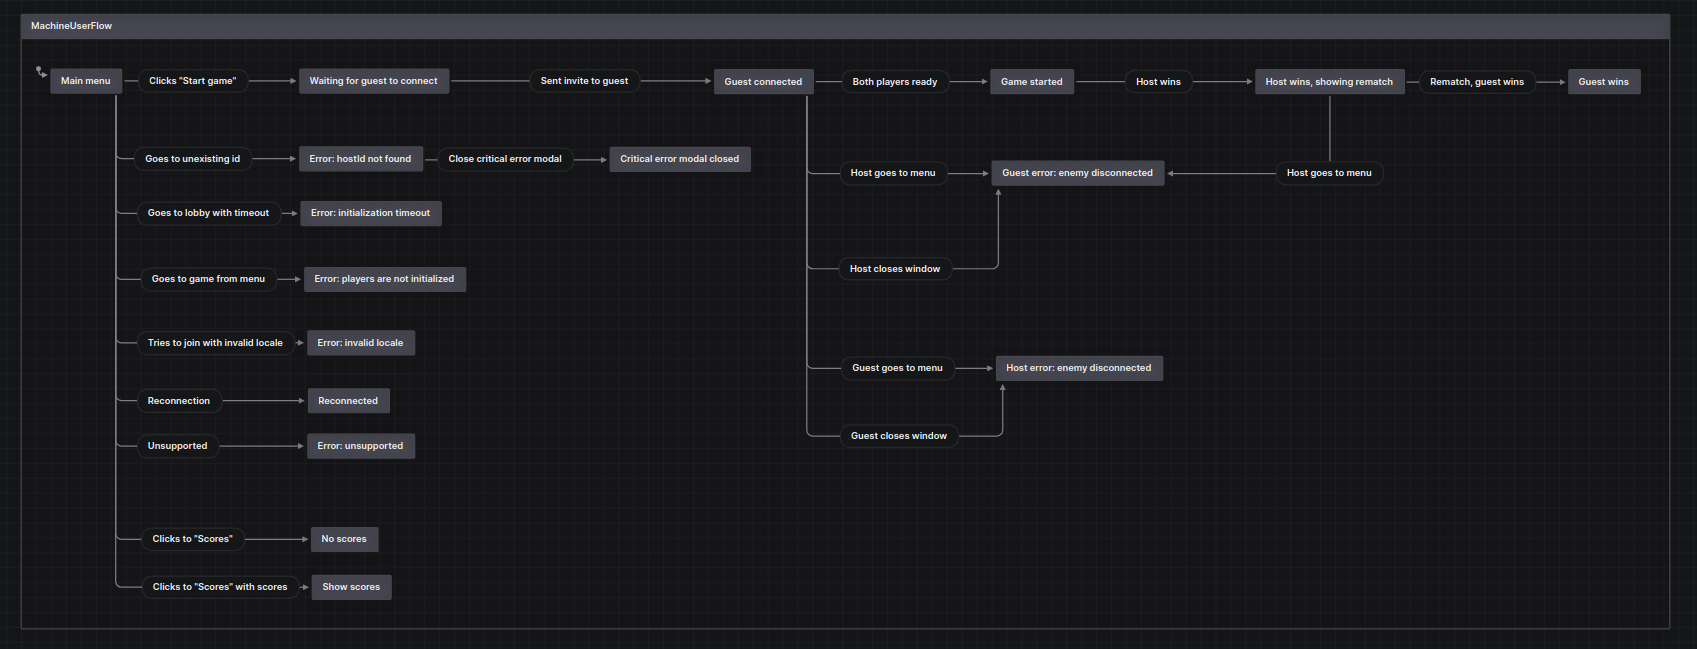 MachineUserFlow
Main menu
Clicks "Start game"
Waiting for guest to connect
Sent invite to guest
Guest connected
Both players ready
Game started
Host wins
Host wins, showing rematch
Rematch, guest wins
Guest wins
Goes to unexisting id
Error: hostId not found
Close critical error modal
Critical error modal closed
Host goes to menu
Guest error: enemy disconnected
Host goes to menu
Goes to lobby with timeout
Error: initialization timeout
Host closes window
Goes to game from menu
Error: players are not initialized
Tries to join with invalid locale
Error: invalid locale
Guest goes to menu
Host error: enemy disconnected
Reconnection
Reconnected
Guest closes window
Unsupported
Error: unsupported
Clicks to "Scores"
No scores
Clicks to "Scores" with scores
Show scores